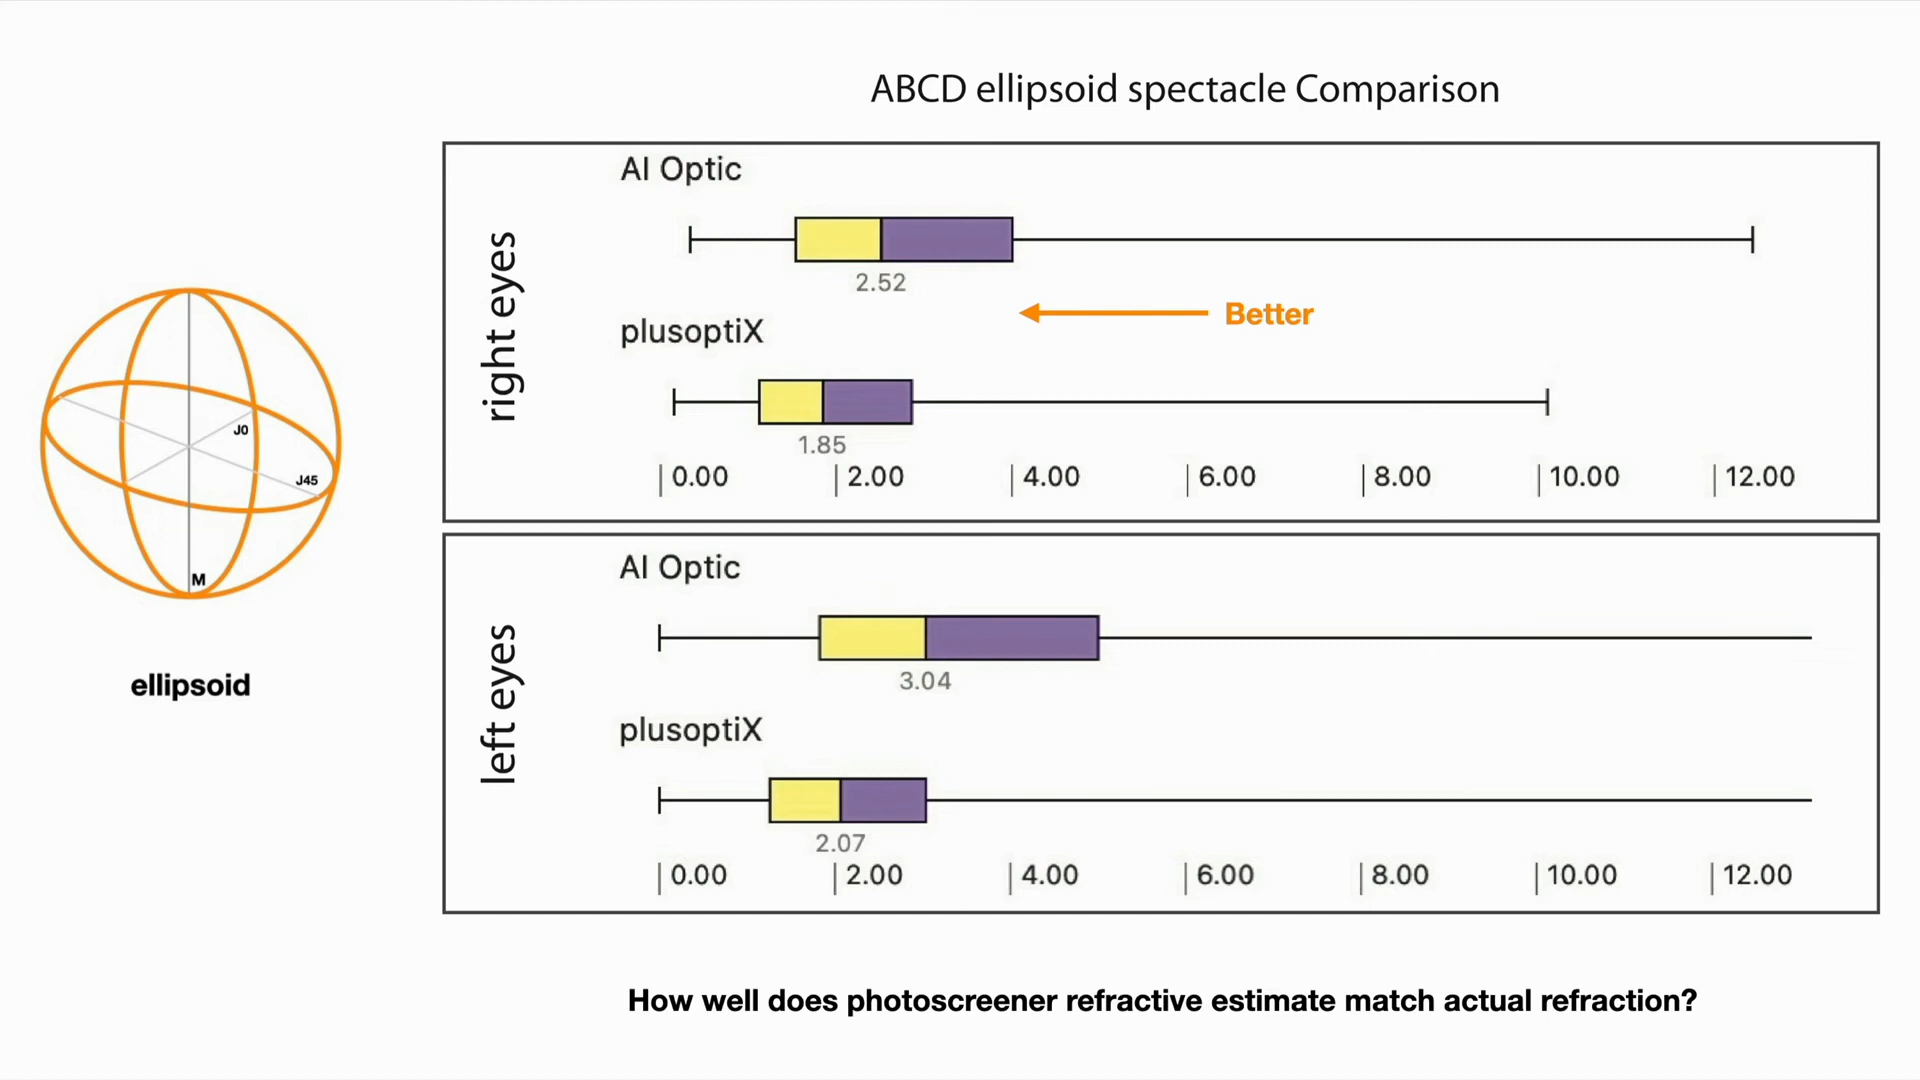 ABCD ellipsoid spectacle Comparison
right eyes
AI Optic
2.52
Better
plusoptiX
1.85
0.00 2.00 4.00 6.00 8.00 10.00 12.00
J0
J45
M
ellipsoid
left eyes
AI Optic
3.04
plusoptiX
2.07
0.00 2.00 4.00 6.00 8.00 10.00 12.00
How well does photoscreener refractive estimate match actual refraction?